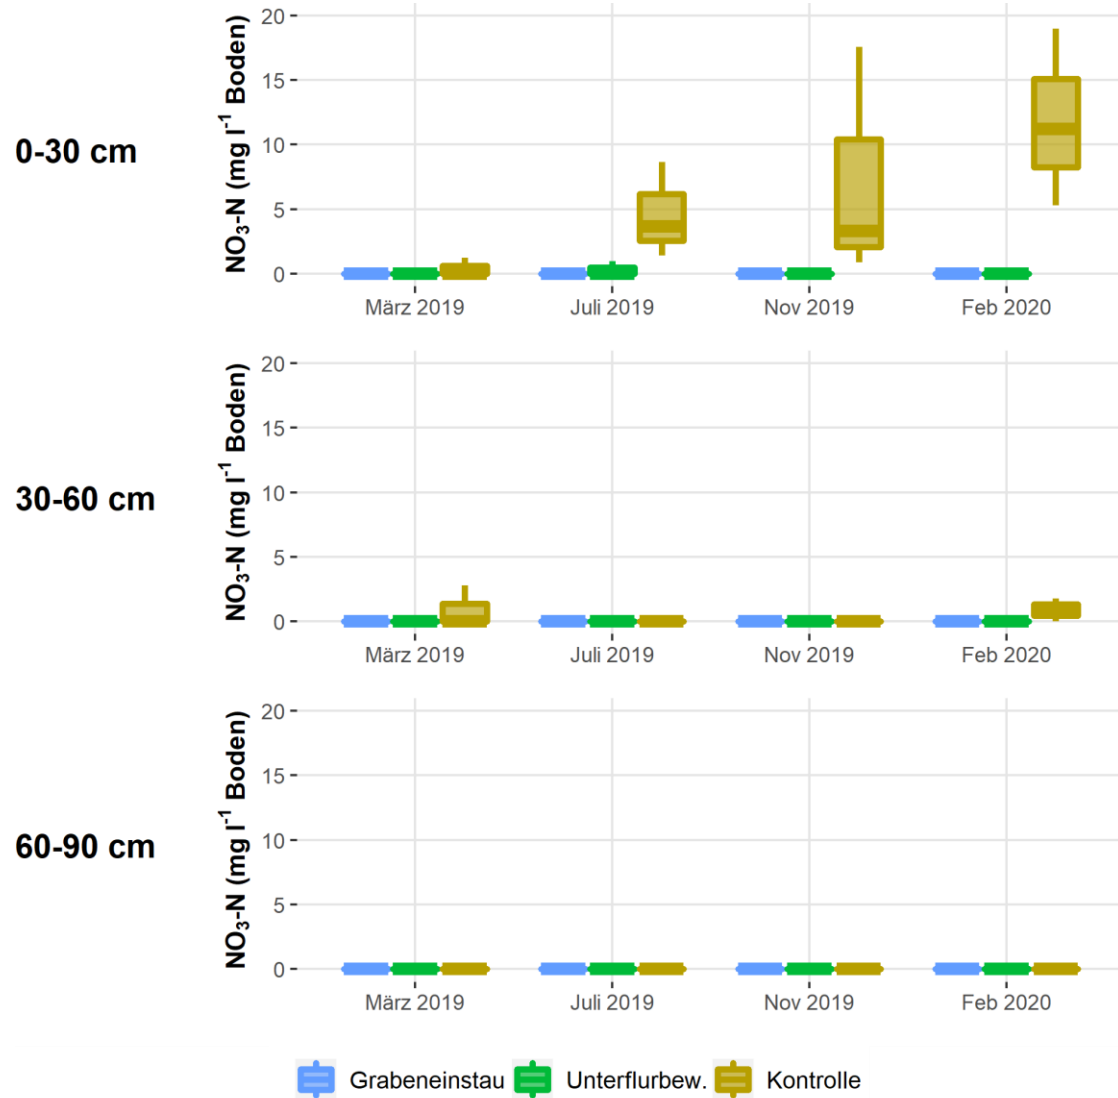 0-30 cm
NO₃-N (mg l⁻¹ Boden)
20
15
10
5
0
März 2019 Juli 2019 Nov 2019 Feb 2020
30-60 cm
NO₃-N (mg l⁻¹ Boden)
20
15
10
5
0
März 2019 Juli 2019 Nov 2019 Feb 2020
60-90 cm
NO₃-N (mg l⁻¹ Boden)
20
15
10
5
0
März 2019 Juli 2019 Nov 2019 Feb 2020
Grabeneinstau Unterflurbew. Kontrolle